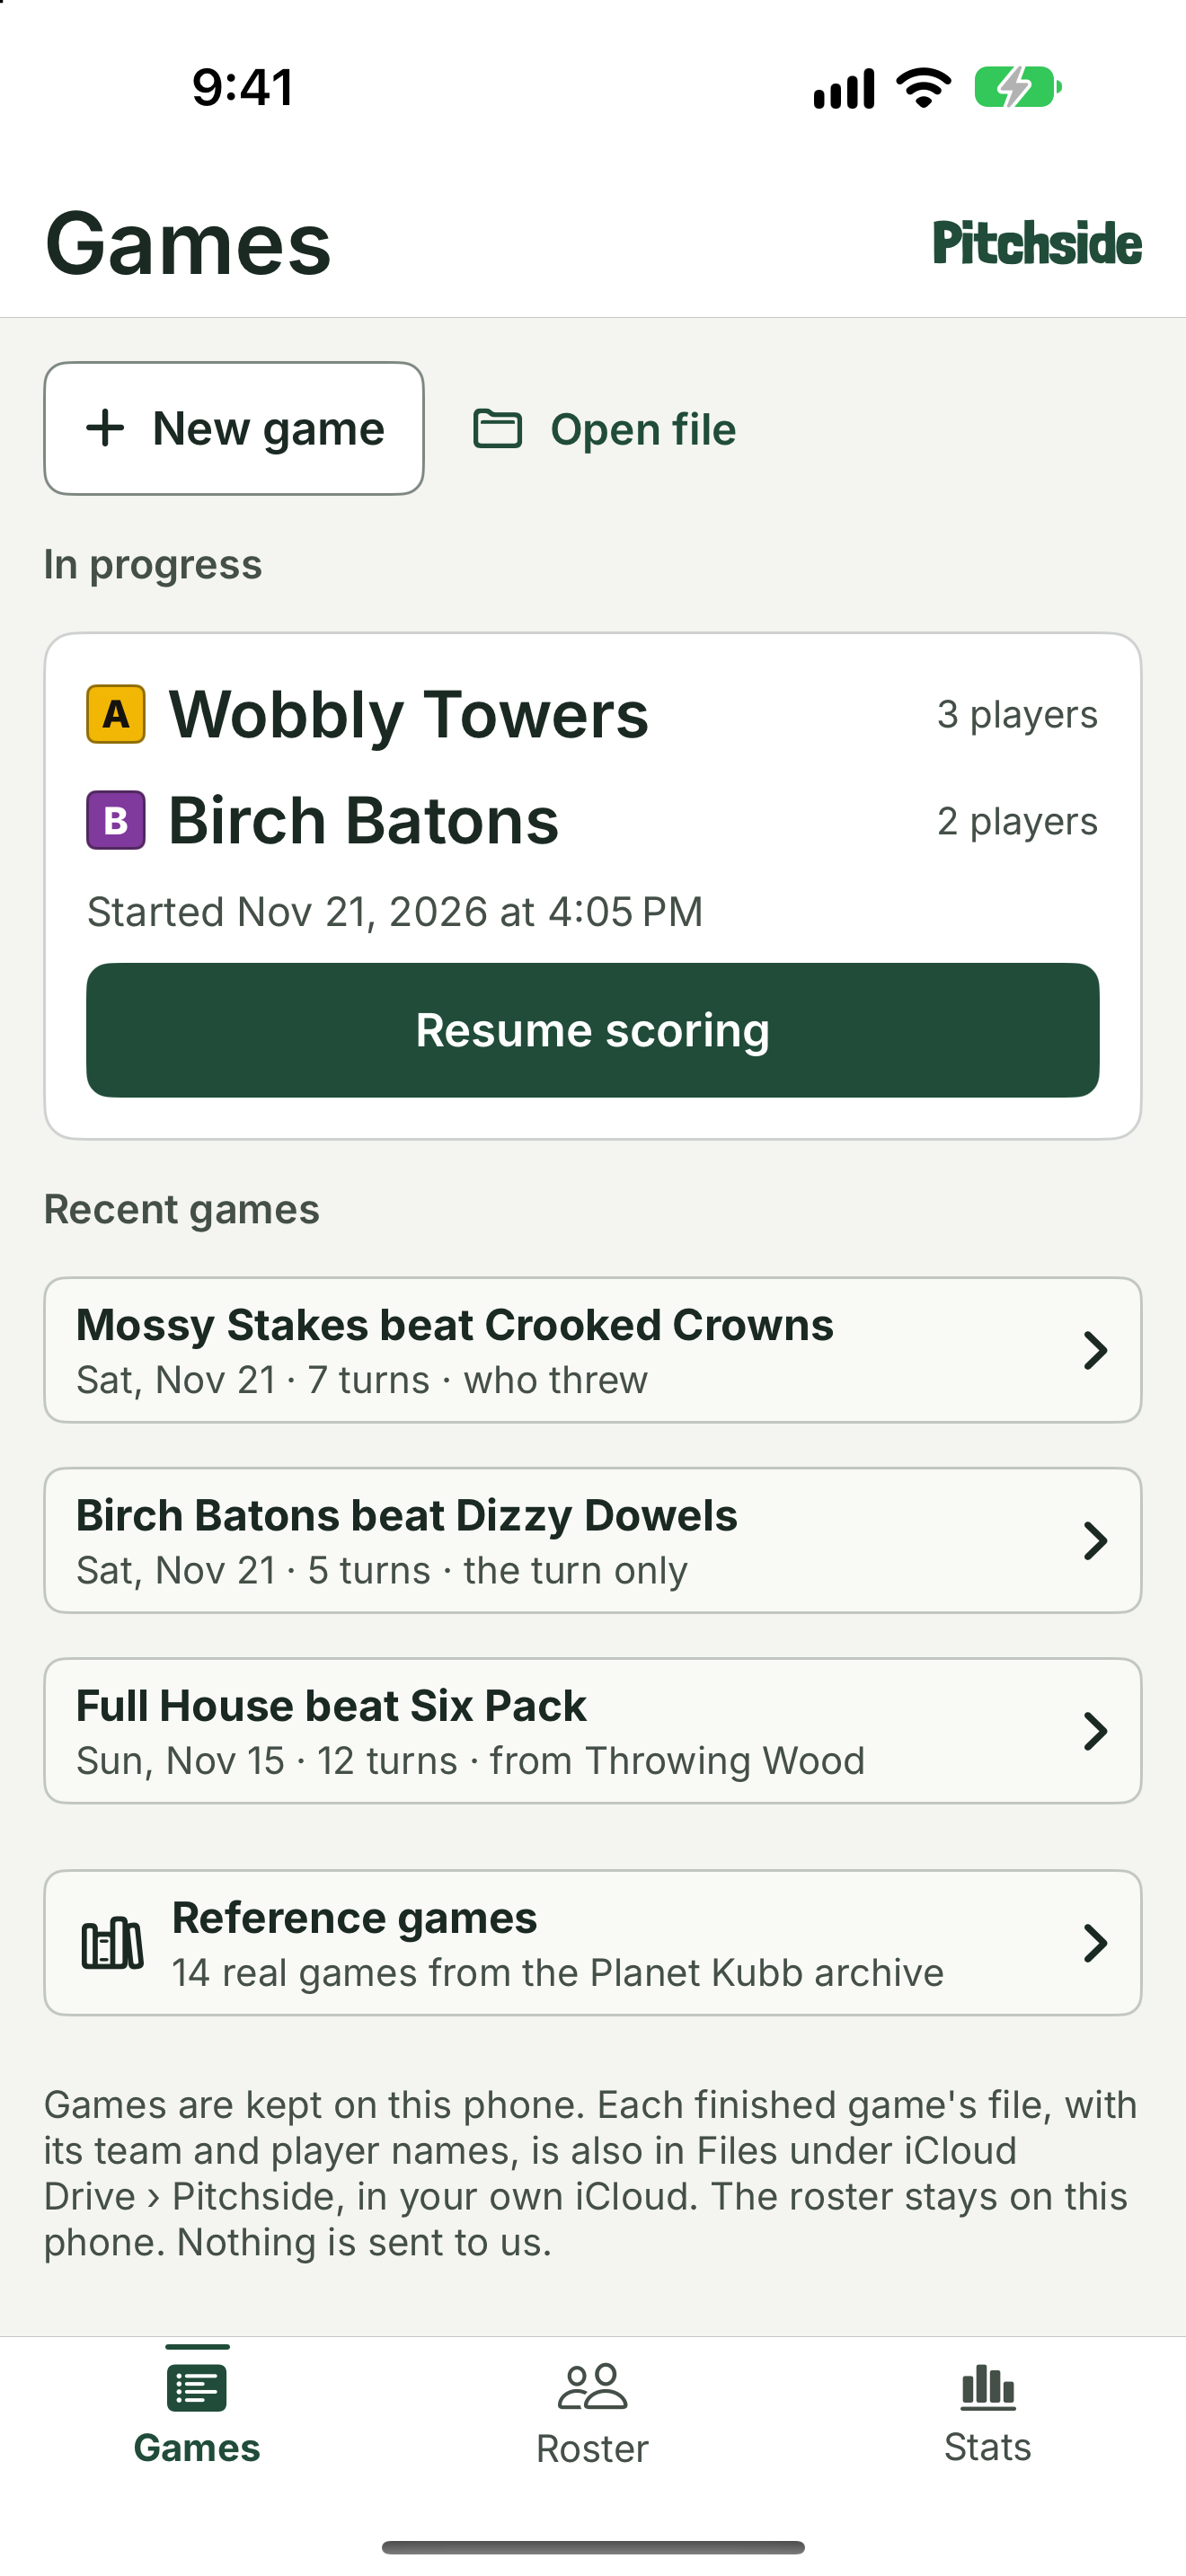 9:41
Games
Pitchside
New game
Open file
In progress
A Wobbly Towers 3 players
B Birch Batons 2 players
Started Nov 21, 2026 at 4:05 PM
Resume scoring
Recent games
Mossy Stakes beat Crooked Crowns
Sat, Nov 21 · 7 turns · who threw
Birch Batons beat Dizzy Dowels
Sat, Nov 21 · 5 turns · the turn only
Full House beat Six Pack
Sun, Nov 15 · 12 turns · from Throwing Wood
Reference games
14 real games from the Planet Kubb archive
Games are kept on this phone. Each finished game's file, with
its team and player names, is also in Files under iCloud
Drive › Pitchside, in your own iCloud. The roster stays on this
phone. Nothing is sent to us.
Games
Roster
Stats